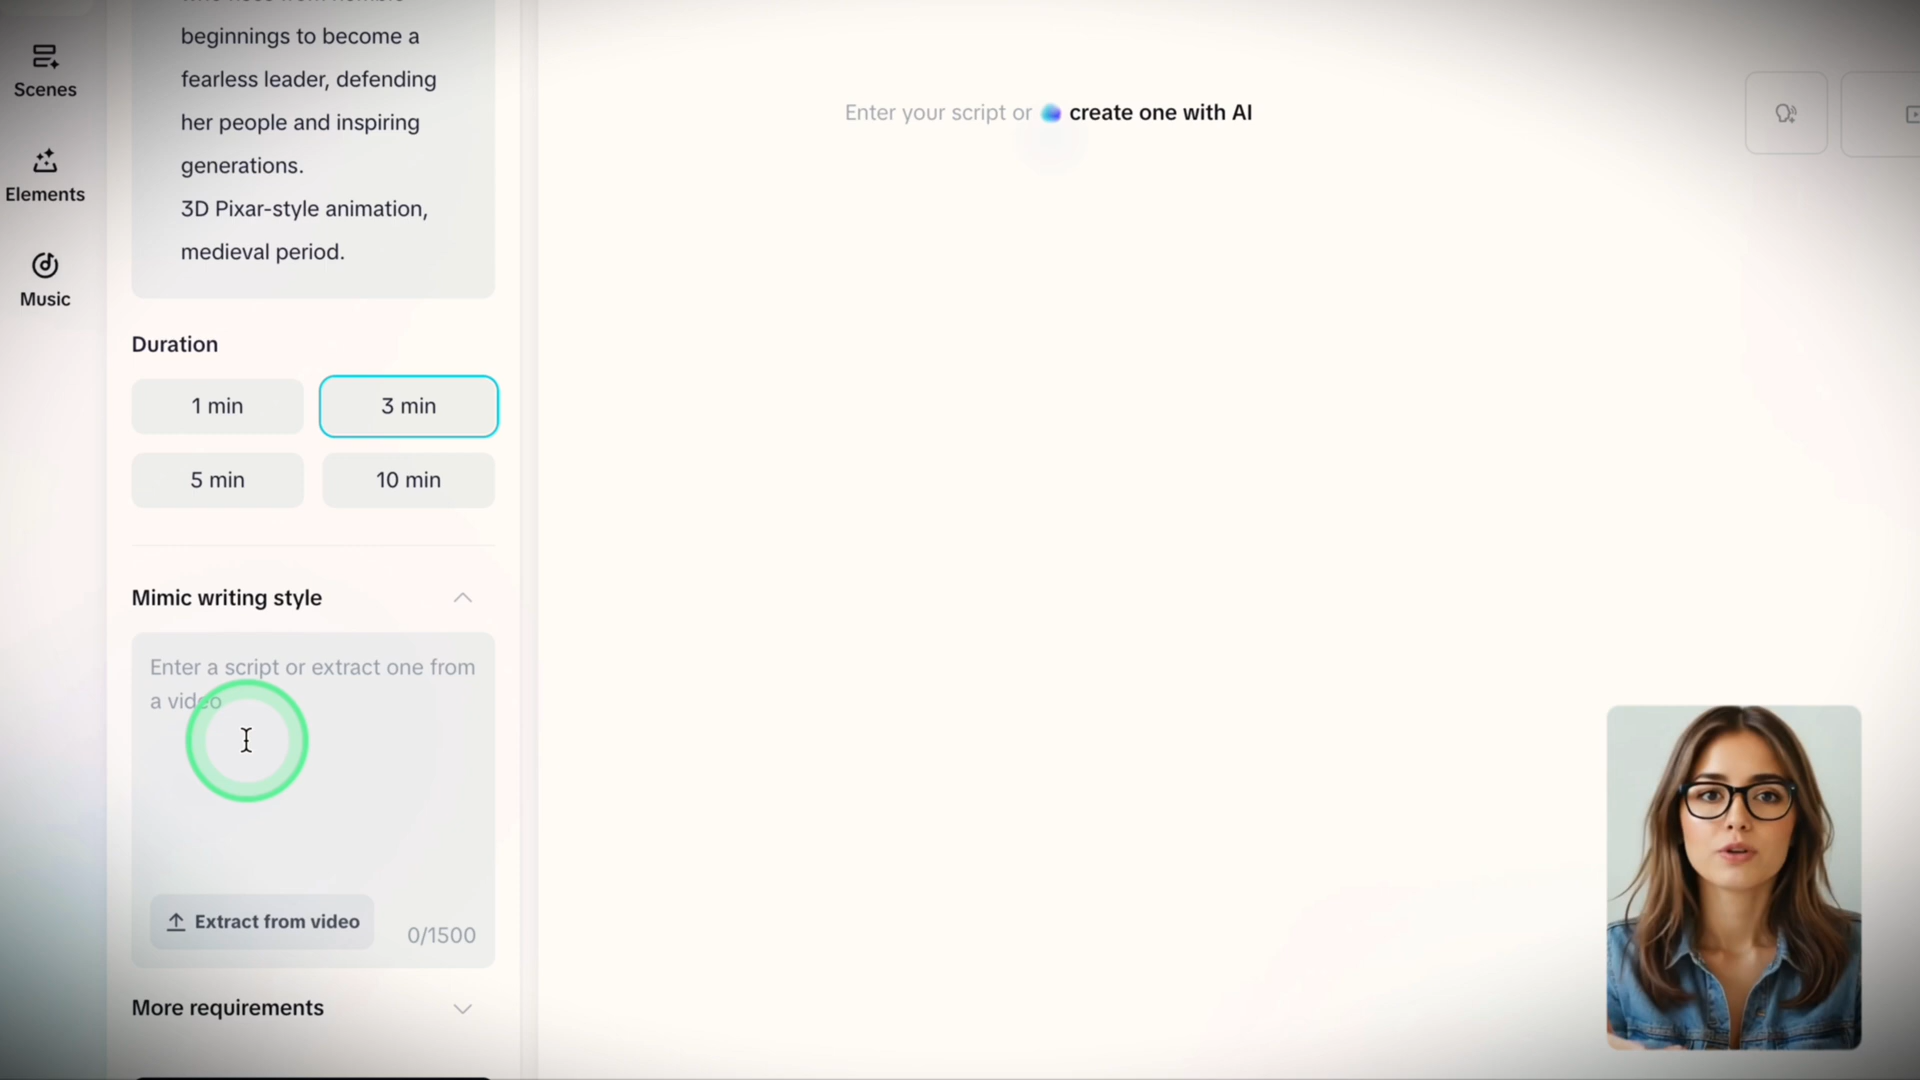 beginnings to become a
fearless leader, defending
her people and inspiring
generations.
3D Pixar-style animation,
medieval period.
Scenes
Elements
Music
Duration
1 min
3 min
5 min
10 min
Mimic writing style
Enter a script or extract one from
a video
Extract from video
0/1500
More requirements
Enter your script or create one with AI